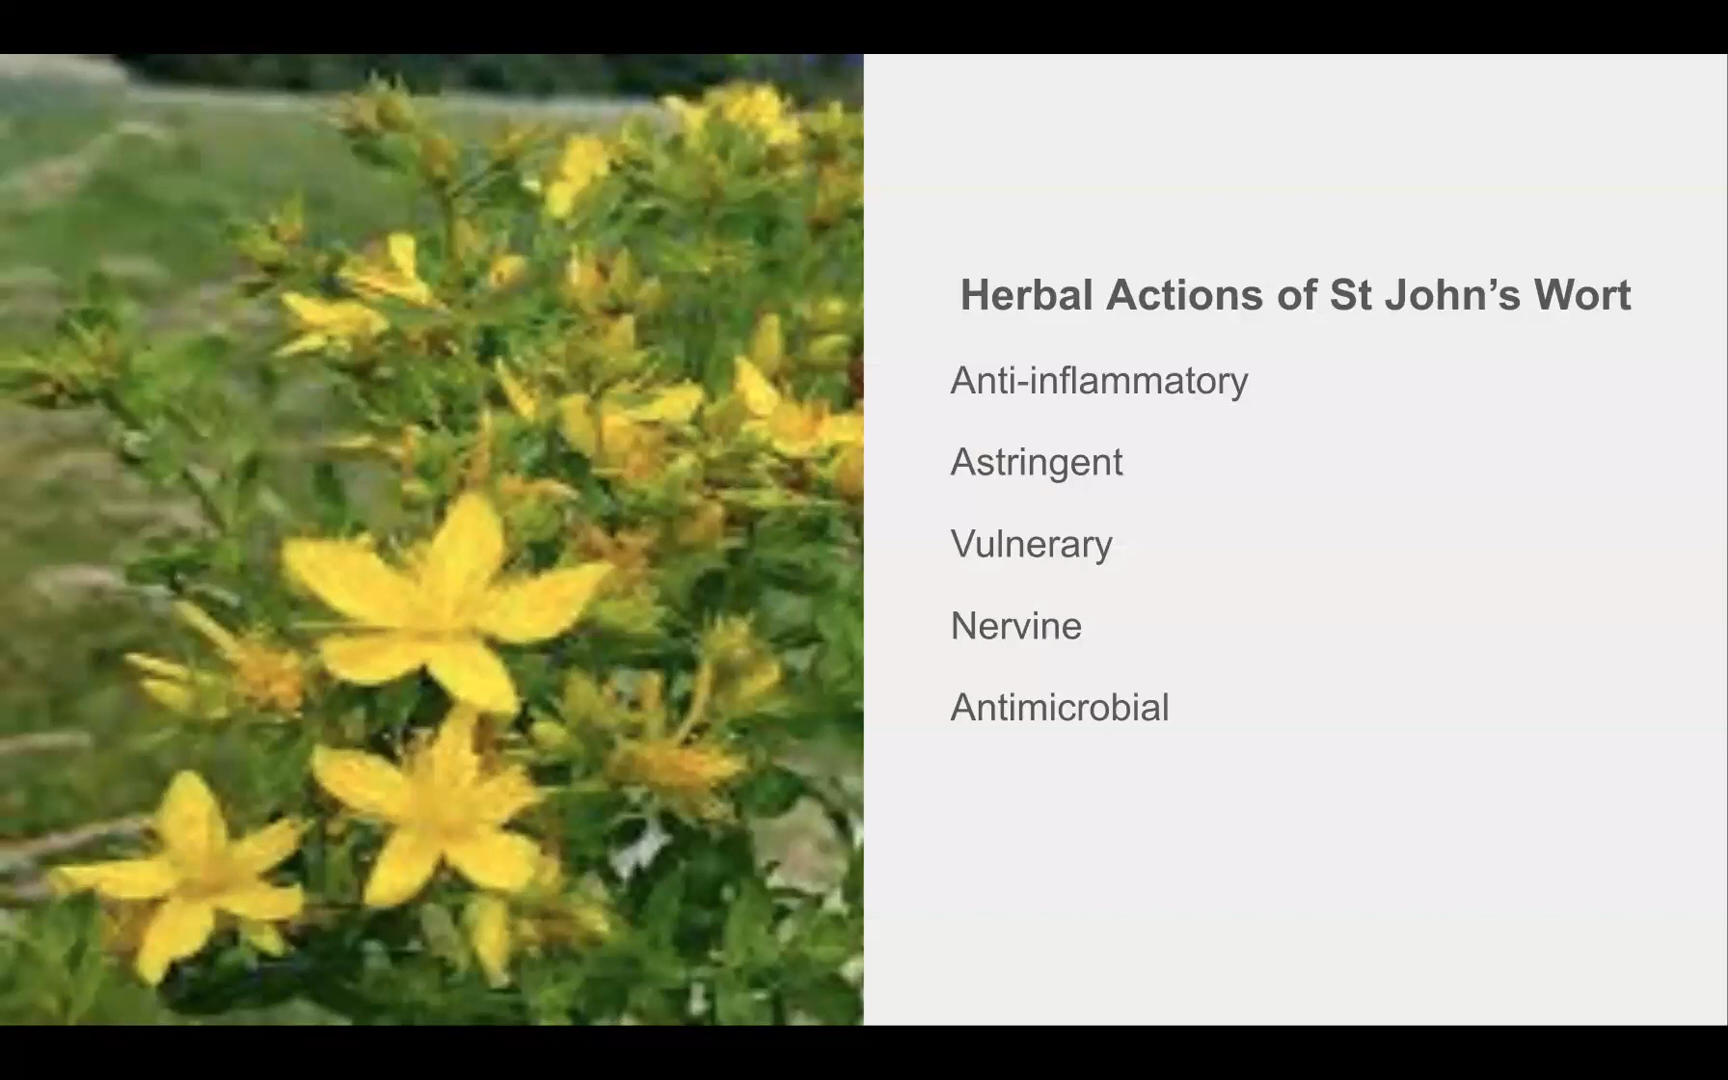 Herbal Actions of St John’s Wort
Anti-inflammatory
Astringent
Vulnerary
Nervine
Antimicrobial